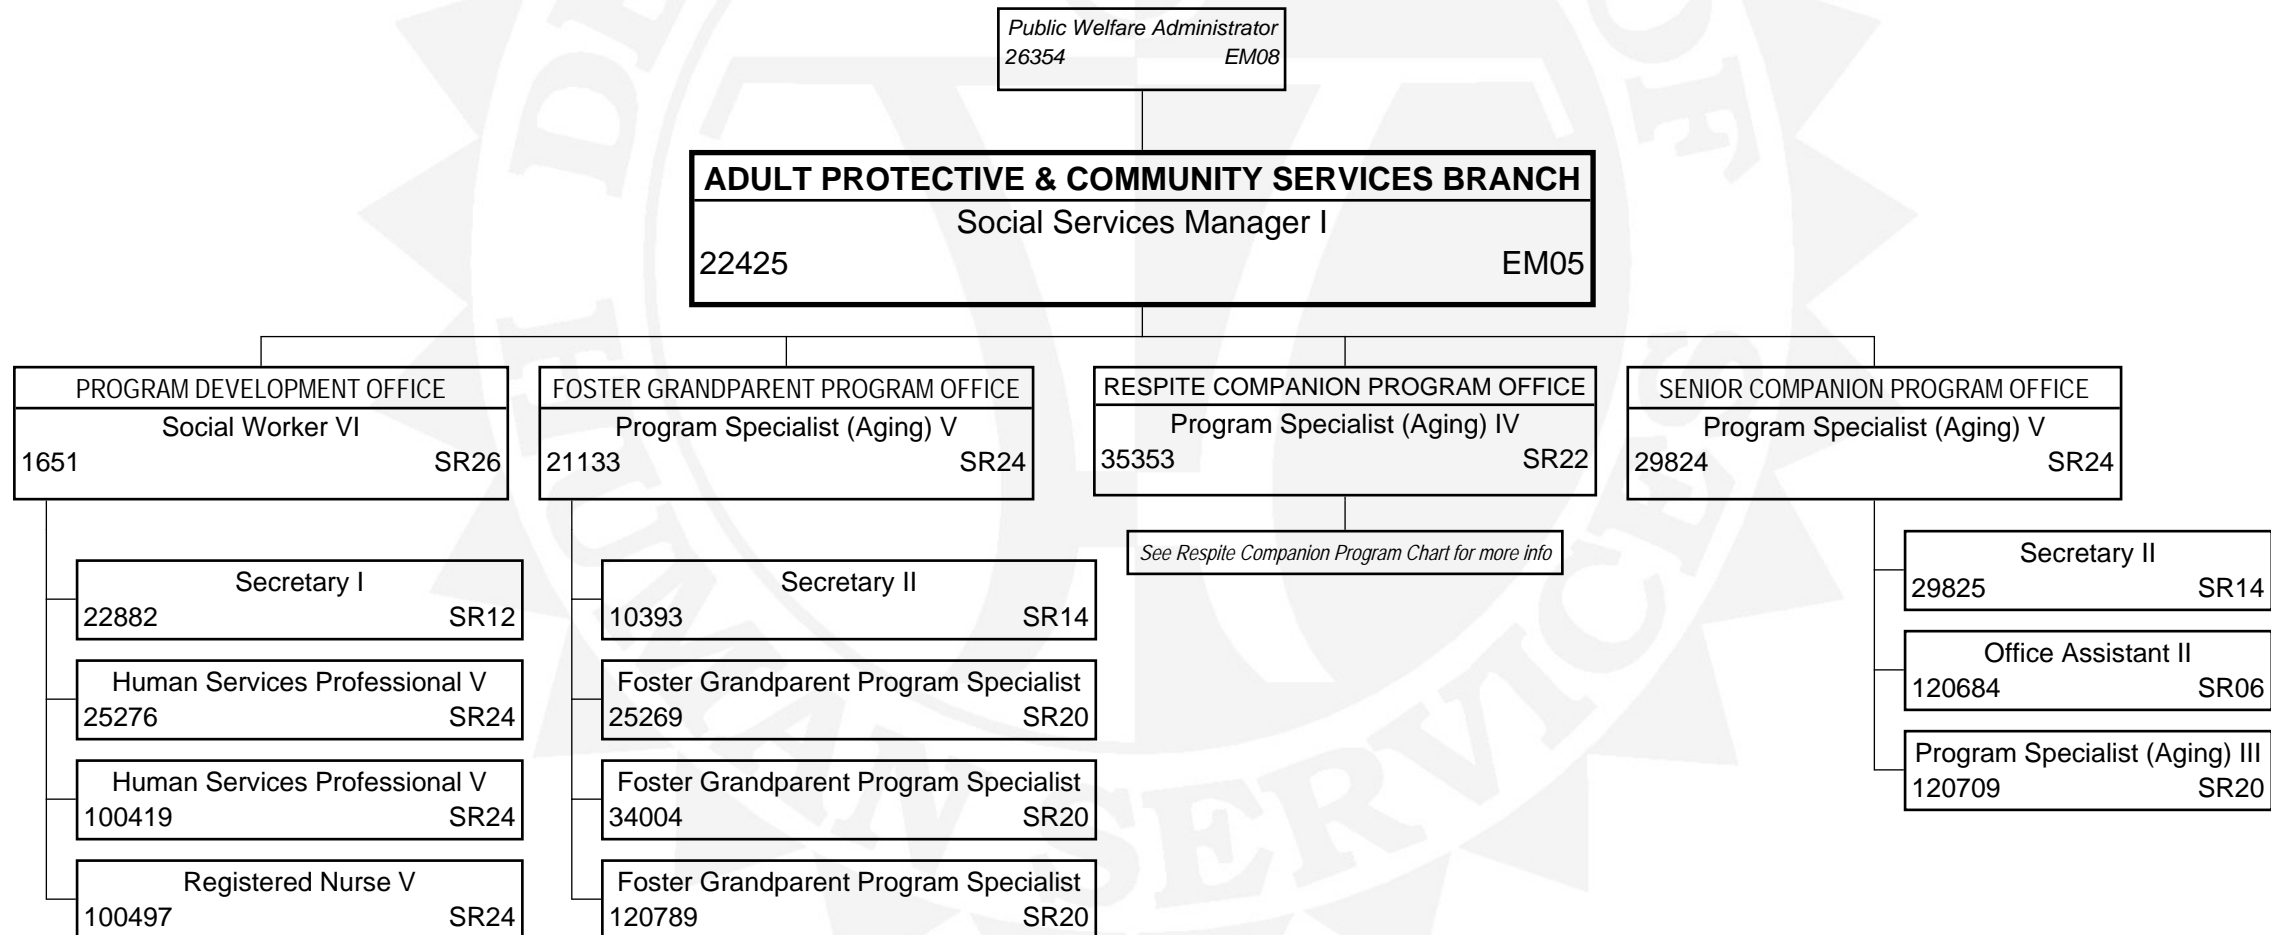 Public Welfare Administrator
26354 EM08
ADULT PROTECTIVE & COMMUNITY SERVICES BRANCH
Social Services Manager I
22425 EM05
PROGRAM DEVELOPMENT OFFICE
Social Worker VI
1651 SR26
Secretary I
22882 SR12
Human Services Professional V
25276 SR24
Human Services Professional V
100419 SR24
Registered Nurse V
100497 SR24
FOSTER GRANDPARENT PROGRAM OFFICE
Program Specialist (Aging) V
21133 SR24
Secretary II
10393 SR14
Foster Grandparent Program Specialist
25269 SR20
Foster Grandparent Program Specialist
34004 SR20
Foster Grandparent Program Specialist
120789 SR20
RESPITE COMPANION PROGRAM OFFICE
Program Specialist (Aging) IV
35353 SR22
See Respite Companion Program Chart for more info
SENIOR COMPANION PROGRAM OFFICE
Program Specialist (Aging) V
29824 SR24
Secretary II
29825 SR14
Office Assistant II
120684 SR06
Program Specialist (Aging) III
120709 SR20
OF
HUMAN SERVICES